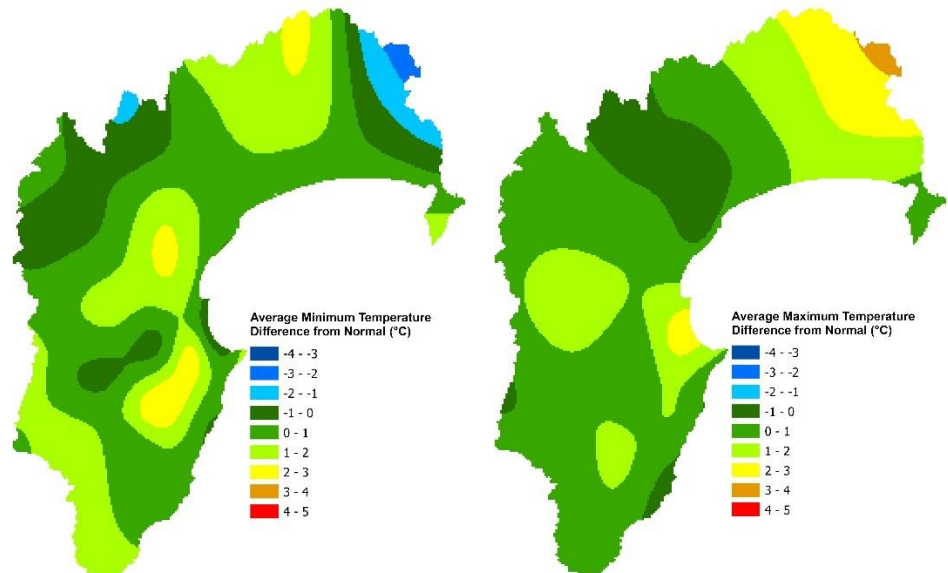 Average Minimum Temperature
Difference from Normal (°C)
-4 - -3
-3 - -2
-2 - -1
-1 - 0
0 - 1
1 - 2
2 - 3
3 - 4
4 - 5
Average Maximum Temperature
Difference from Normal (°C)
-4 - -3
-3 - -2
-2 - -1
-1 - 0
0 - 1
1 - 2
2 - 3
3 - 4
4 - 5